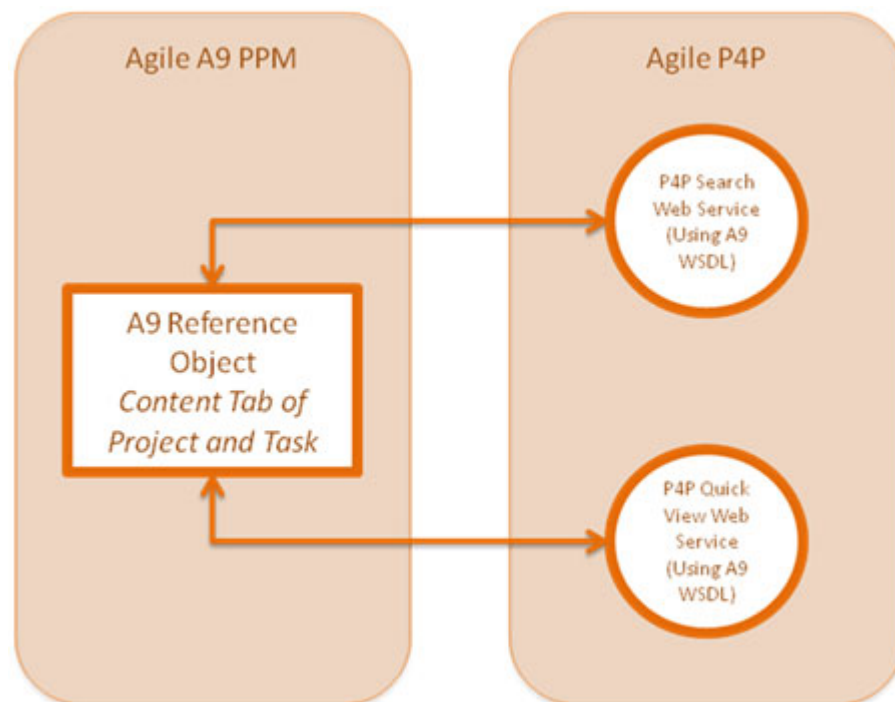 Agile A9 PPM
Agile P4P
P4P Search
Web Service
(Using A9
WSDL)
A9 Reference
Object
Content Tab of
Project and Task
P4P Quick
View Web
Service
(Using A9
WSDL)